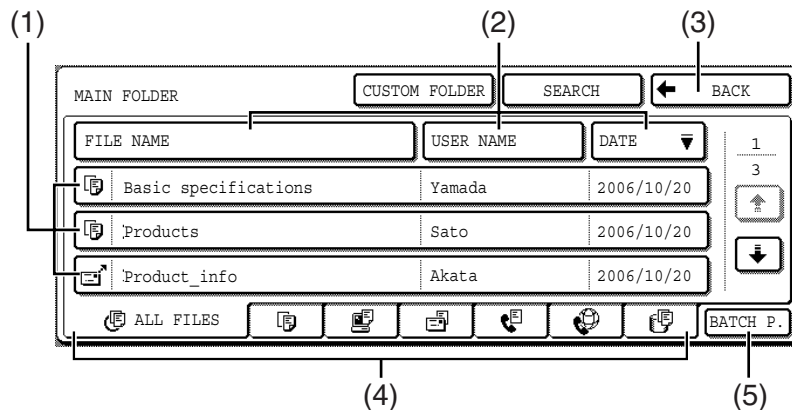 (1) (2) (3)
MAIN FOLDER CUSTOM FOLDER SEARCH BACK
FILE NAME USER NAME DATE 1
3
Basic specifications Yamada 2006/10/20
Products Sato 2006/10/20
Product_info Akata 2006/10/20
ALL FILES BATCH P.
(4) (5)